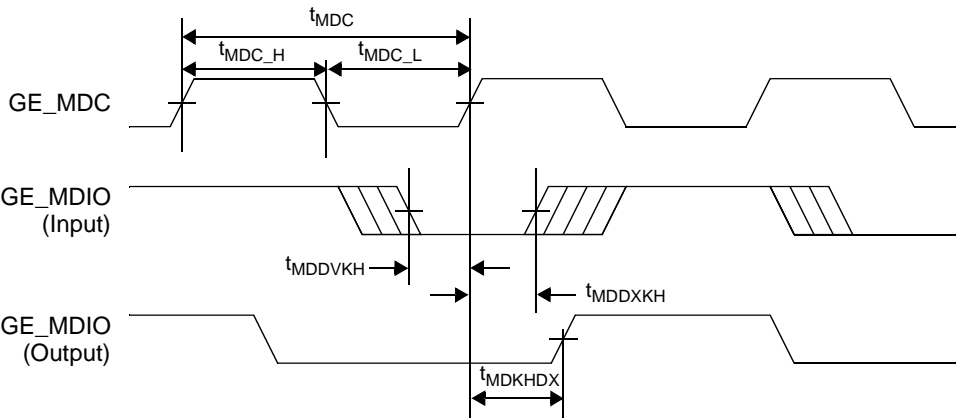 tMDC
tMDC_H
tMDC_L
GE_MDC
GE_MDIO
(Input)
tMDDVKH
tMDDXKH
GE_MDIO
(Output)
tMDKHDX